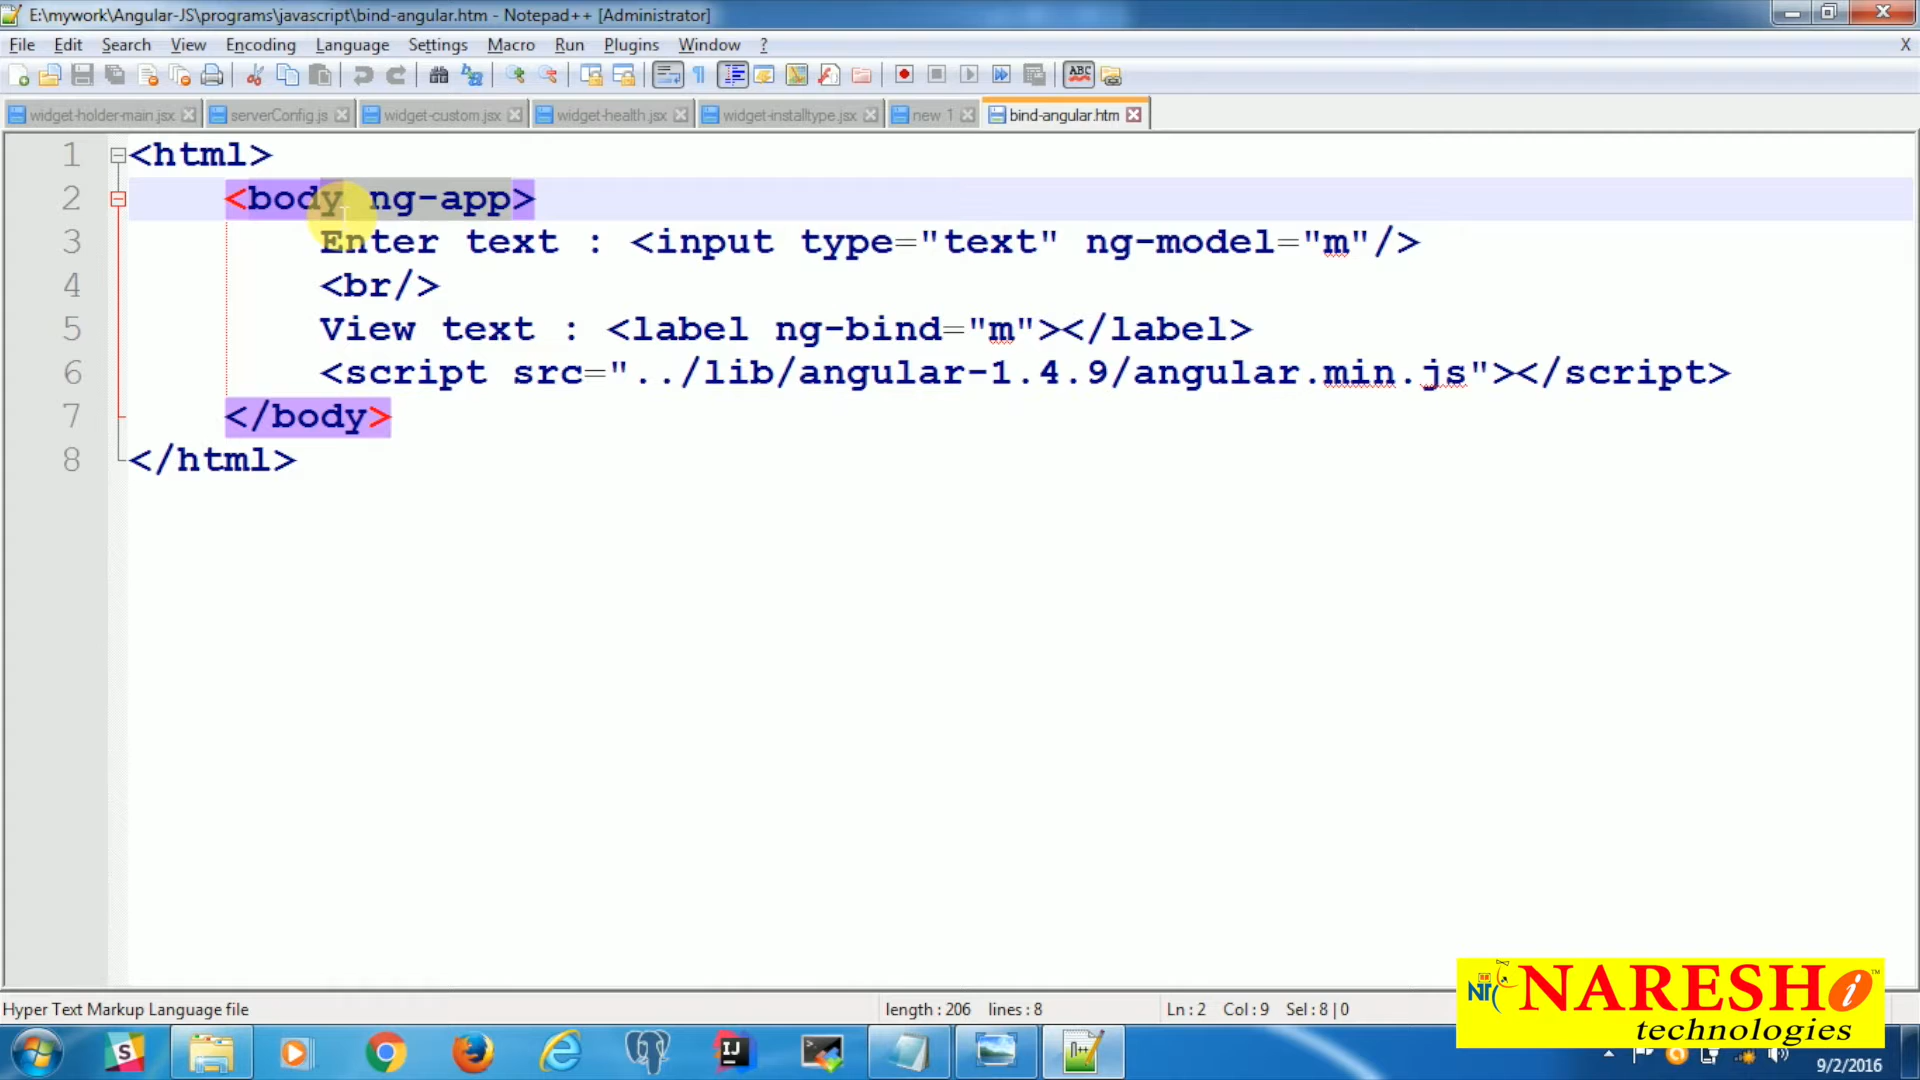 E:\mywork\Angular-JS\programs\javascript\bind-angular.htm - Notepad++ [Administrator]
File Edit Search View Encoding Language Settings Macro Run Plugins Window ? X
ABC
widget-holder-main.jsx serverConfig.js widget-custom.jsx widget-health.jsx widget-installtype.jsx new 1 bind-angular.htm
1 <html>
2 <body ng-app>
3 Enter text : <input type="text" ng-model="m"/>
4 <br/>
5 View text : <label ng-bind="m"></label>
6 <script src="../lib/angular-1.4.9/angular.min.js"></script>
7 </body>
8 </html>
Hyper Text Markup Language file length : 206 lines : 8 Ln : 2 Col : 9 Sel : 8 | 0
NARESH i ™
technologies
9/2/2016